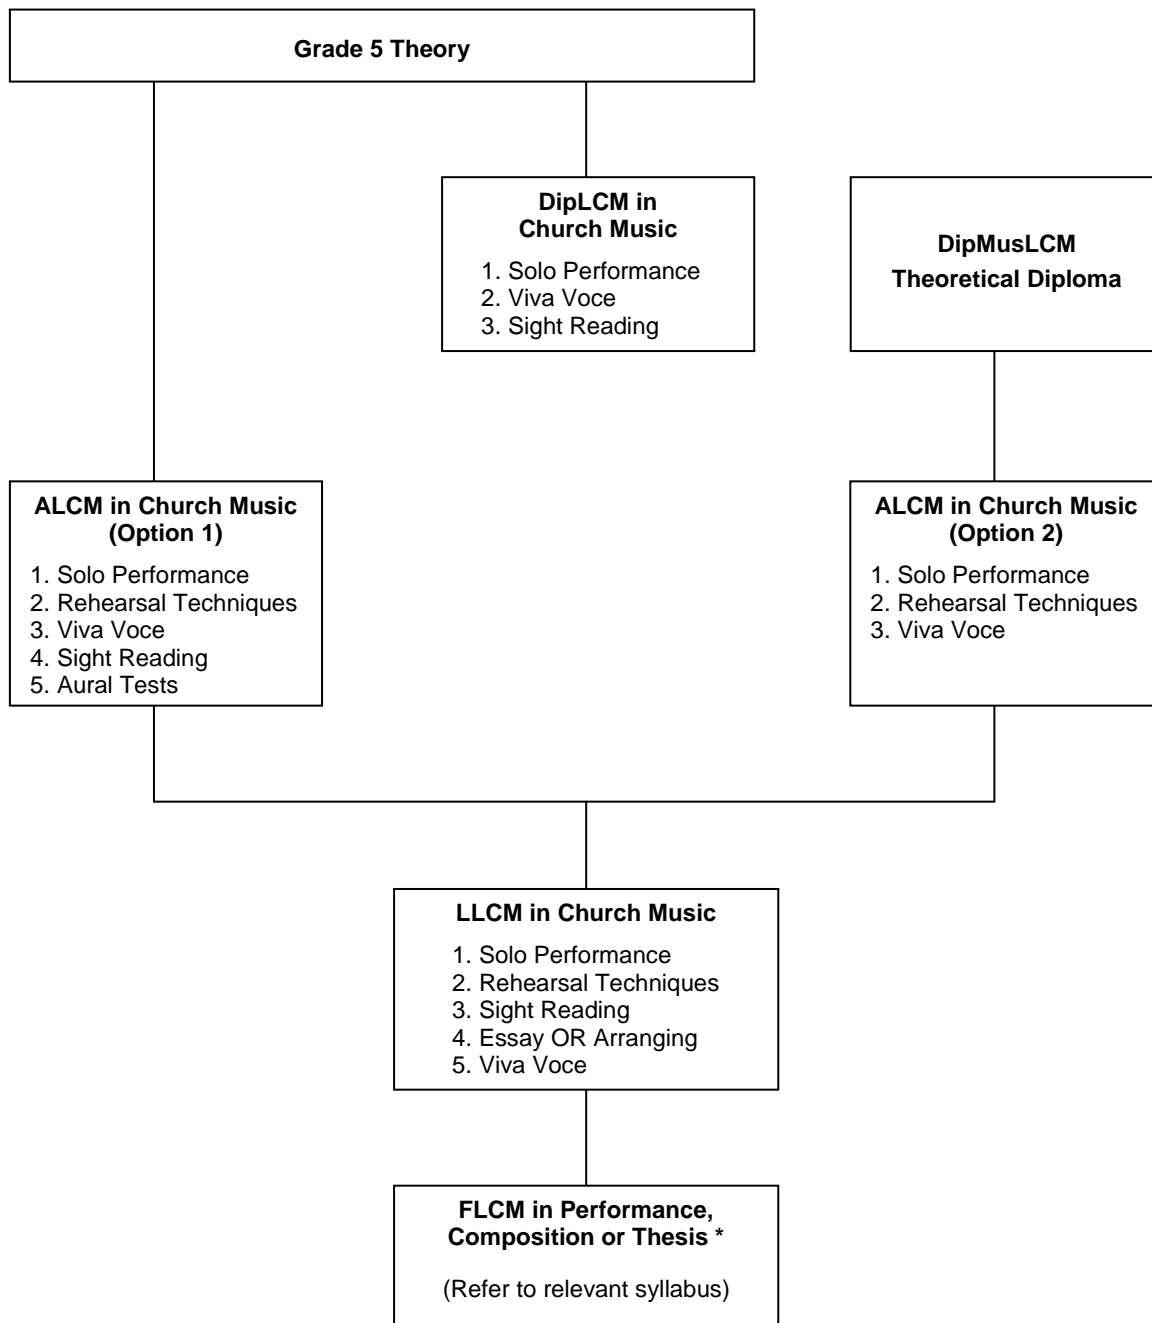 Grade 5 Theory
DipLCM in
Church Music
1. Solo Performance
2. Viva Voce
3. Sight Reading
DipMusLCM
Theoretical Diploma
ALCM in Church Music
(Option 1)
1. Solo Performance
2. Rehearsal Techniques
3. Viva Voce
4. Sight Reading
5. Aural Tests
ALCM in Church Music
(Option 2)
1. Solo Performance
2. Rehearsal Techniques
3. Viva Voce
LLCM in Church Music
1. Solo Performance
2. Rehearsal Techniques
3. Sight Reading
4. Essay OR Arranging
5. Viva Voce
FLCM in Performance,
Composition or Thesis *
(Refer to relevant syllabus)